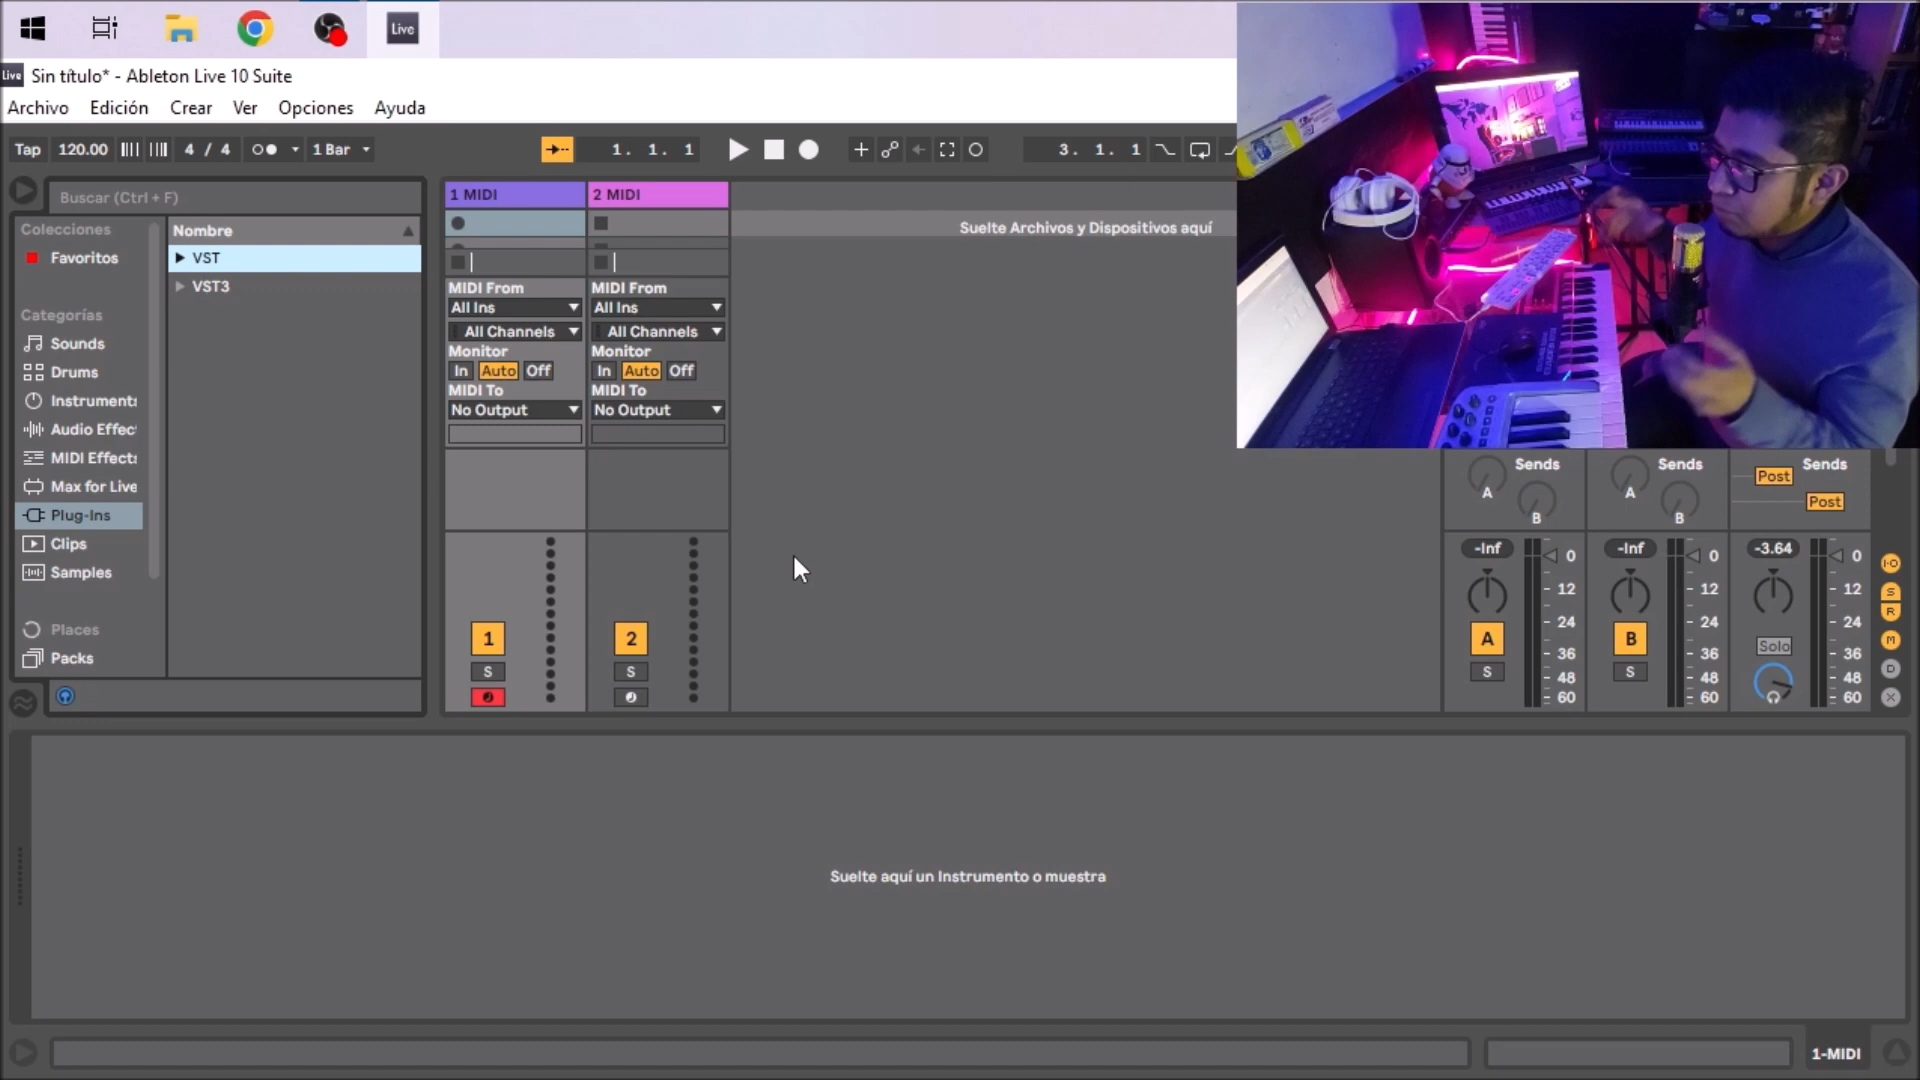 Live
Live Sin título* - Ableton Live 10 Suite
Archivo Edición Crear Ver Opciones Ayuda
Tap 120.00 4 / 4 1 Bar 1. 1. 1 3. 1. 1
Buscar (Ctrl + F)
Colecciones
Favoritos
Categorías
Sounds
Drums
Instruments
Audio Effec
MIDI Effects
Max for Live
Plug-Ins
Clips
Samples
Places
Packs
Nombre
VST
VST3
1 MIDI
MIDI From
All Ins
All Channels
Monitor
In Auto Off
MIDI To
No Output
1
S
2 MIDI
MIDI From
All Ins
All Channels
Monitor
In Auto Off
MIDI To
No Output
2
S
Suelte Archivos y Dispositivos aquí
Sends
A
B
-Inf
0
12
24
36
48
60
A
S
Sends
A
B
-Inf
0
12
24
36
48
60
B
S
Sends
Post
Post
-3.64
0
12
24
36
48
60
Solo
I·O
S
R
M
D
X
Suelte aquí un Instrumento o muestra
1-MIDI